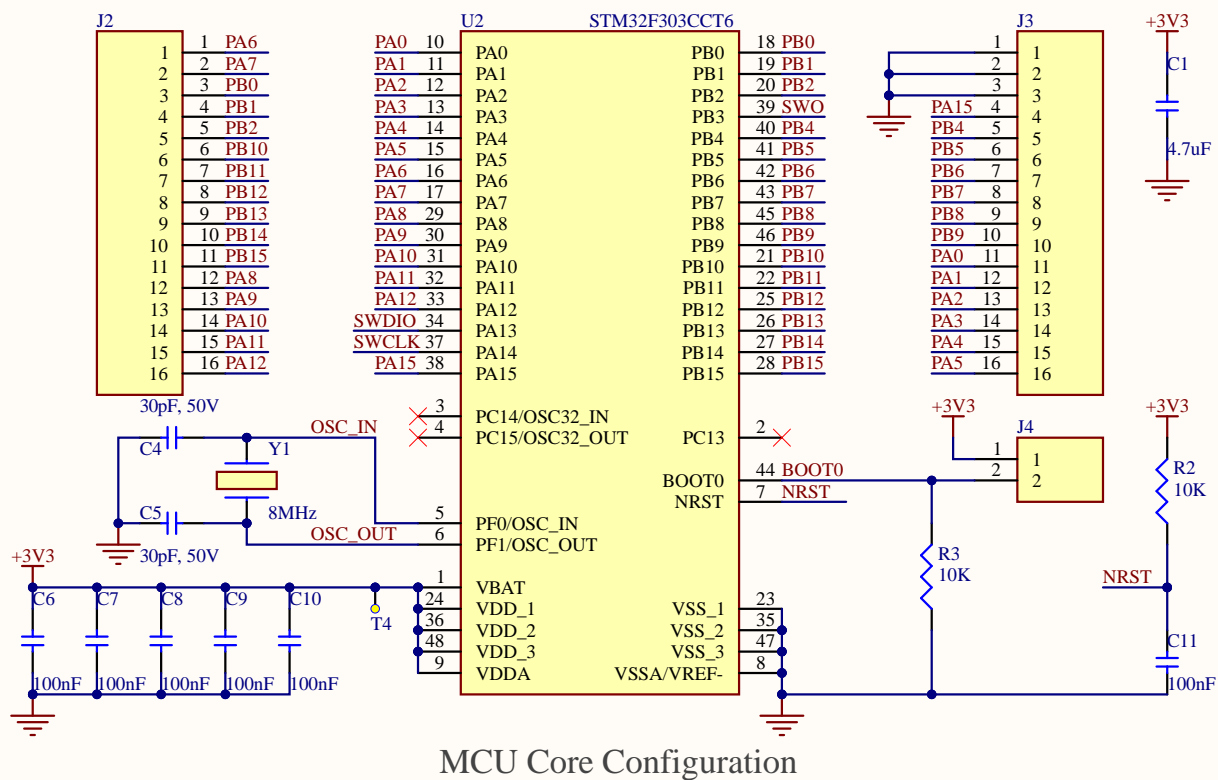 J2
1 1 PA6
2 2 PA7
3 3 PB0
4 4 PB1
5 5 PB2
6 6 PB10
7 7 PB11
8 8 PB12
9 9 PB13
10 10 PB14
11 11 PB15
12 12 PA8
13 13 PA9
14 14 PA10
15 15 PA11
16 16 PA12
U2 STM32F303CCT6
PA0 10 PA0 PB0 18 PB0
PA1 11 PA1 PB1 19 PB1
PA2 12 PA2 PB2 20 PB2
PA3 13 PA3 PB3 39 SWO
PA4 14 PA4 PB4 40 PB4
PA5 15 PA5 PB5 41 PB5
PA6 16 PA6 PB6 42 PB6
PA7 17 PA7 PB7 43 PB7
PA8 29 PA8 PB8 45 PB8
PA9 30 PA9 PB9 46 PB9
PA10 31 PA10 PB10 21 PB10
PA11 32 PA11 PB11 22 PB11
PA12 33 PA12 PB12 25 PB12
SWDIO 34 PA13 PB13 26 PB13
SWCLK 37 PA14 PB14 27 PB14
PA15 38 PA15 PB15 28 PB15
3 PC14/OSC32_IN
4 PC15/OSC32_OUT PC13 2
BOOT0 44 BOOT0
NRST 7 NRST
5 PF0/OSC_IN
6 PF1/OSC_OUT
1 VBAT
24 VDD_1 VSS_1 23
36 VDD_2 VSS_2 35
48 VDD_3 VSS_3 47
9 VDDA VSSA/VREF- 8
J3
1 1
2 2
3 3
PA15 4 4
PB4 5 5
PB5 6 6
PB6 7 7
PB7 8 8
PB8 9 9
PB9 10 10
PA0 11 11
PA1 12 12
PA2 13 13
PA3 14 14
PA4 15 15
PA5 16 16
+3V3
C1
4.7uF
30pF, 50V
C4
OSC_IN
Y1
8MHz
C5
OSC_OUT
30pF, 50V
+3V3
J4
1 1
2 2
+3V3
R2
10K
R3
10K
NRST
C11
100nF
+3V3
C6 C7 C8 C9 C10
T4
100nF 100nF 100nF 100nF 100nF
MCU Core Configuration